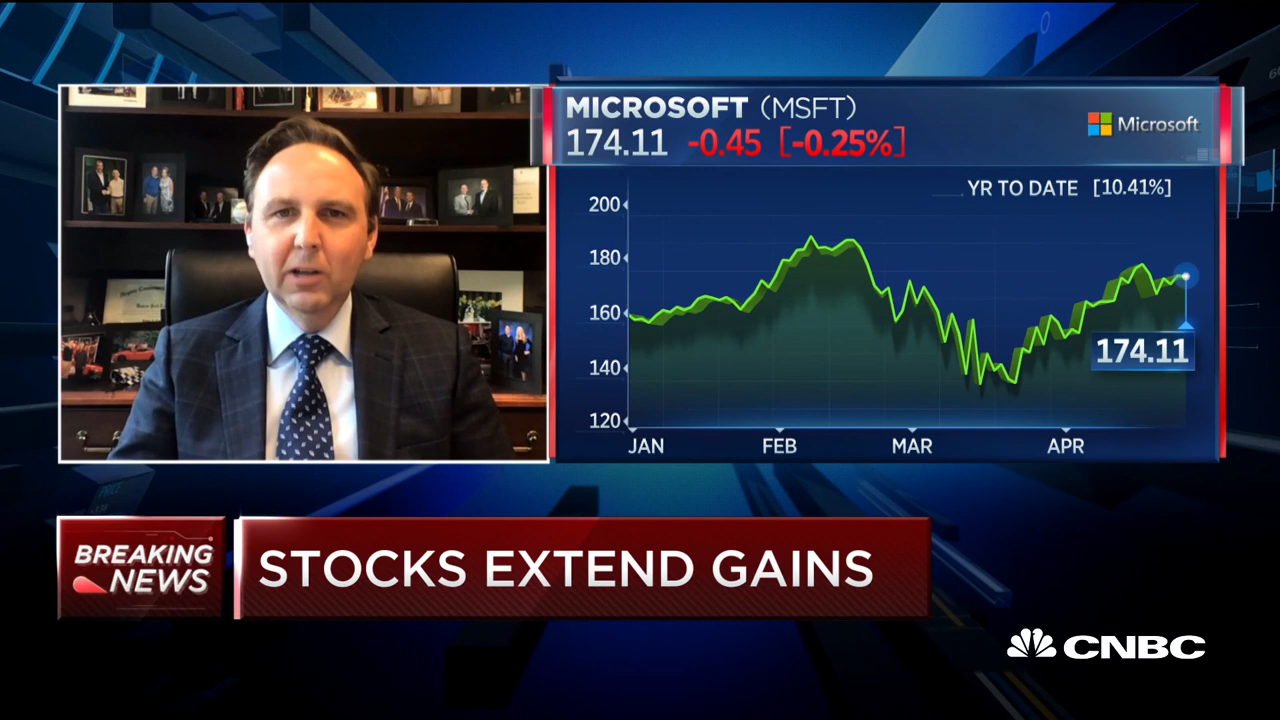 MICROSOFT (MSFT)
174.11 -0.45 [-0.25%]
Microsoft
YR TO DATE [10.41%]
200
180
160
140
120
174.11
JAN FEB MAR APR
BREAKING
NEWS
STOCKS EXTEND GAINS
CNBC